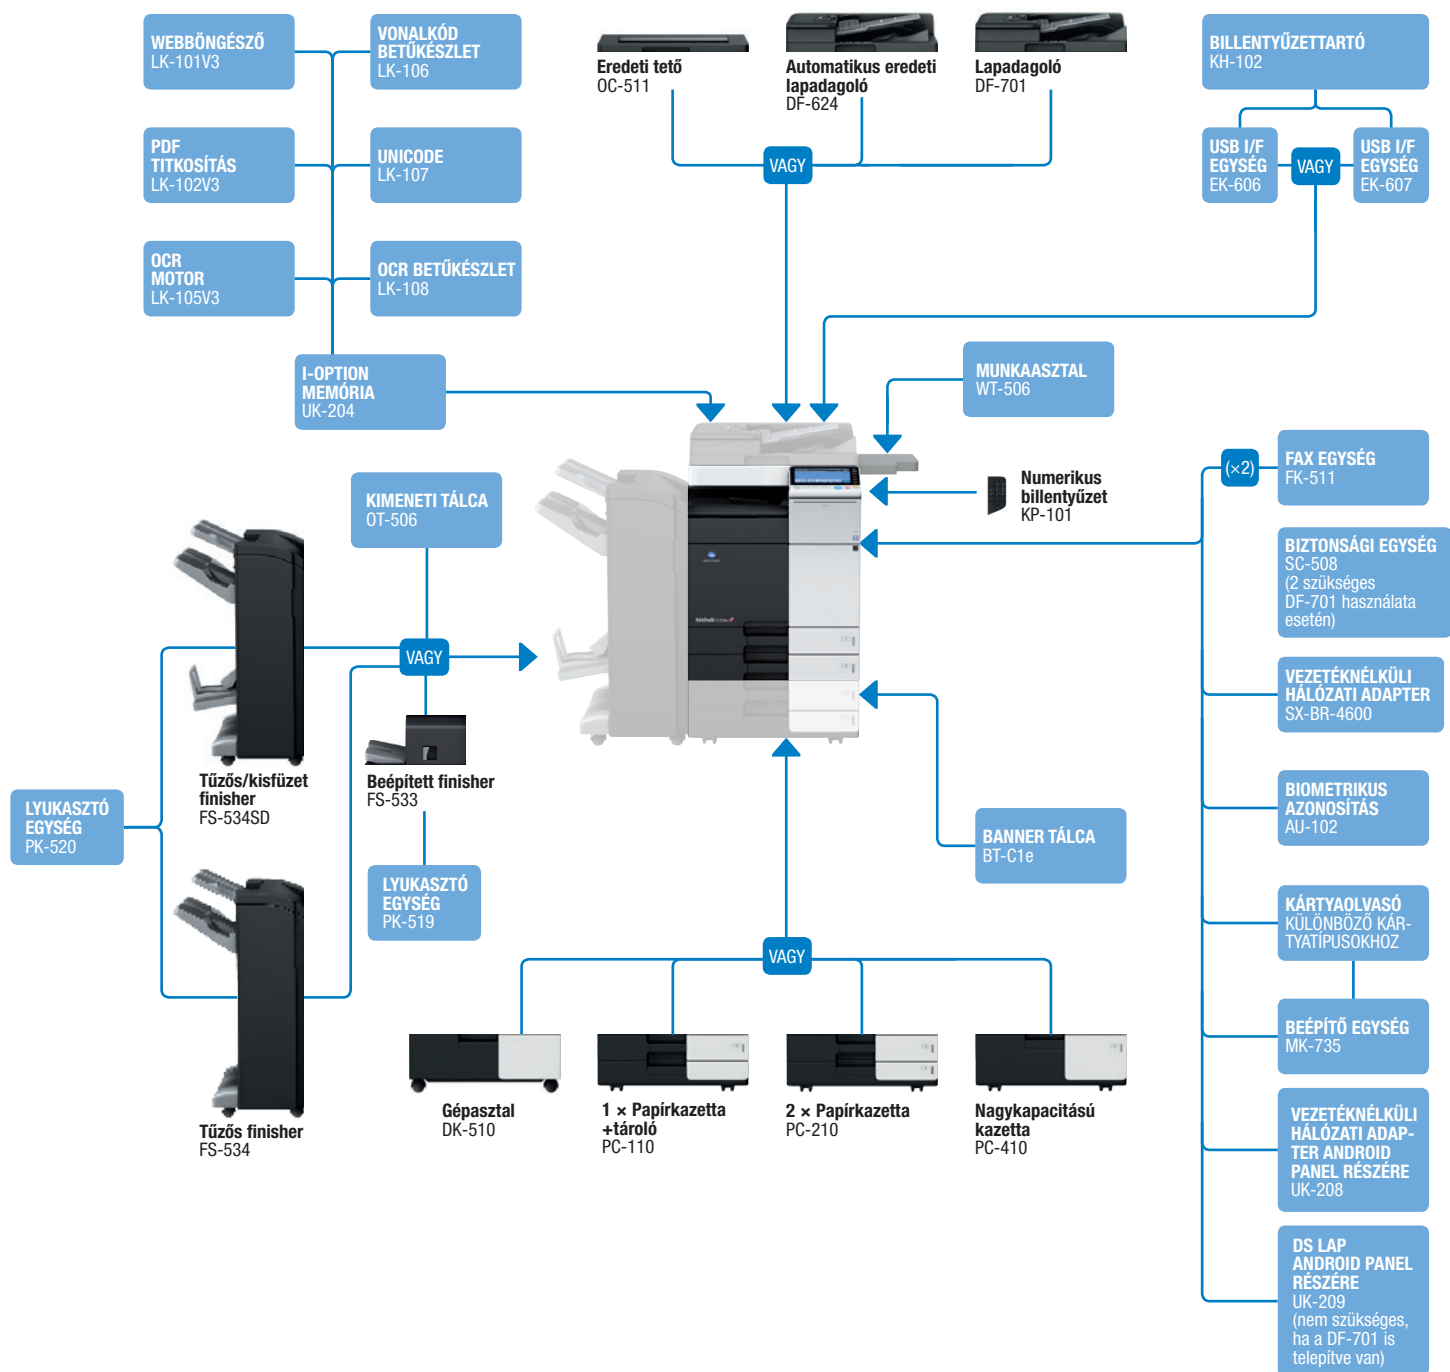 WEBBÖNGÉSZŐ
LK-101V3
VONALKÓD
BETŰKÉSZLET
LK-106
PDF
TITKOSÍTÁS
LK-102V3
UNICODE
LK-107
OCR
MOTOR
LK-105V3
OCR BETŰKÉSZLET
LK-108
I-OPTION
MEMÓRIA
UK-204
Eredeti tető
OC-511
Automatikus eredeti
lapadagoló
DF-624
Lapadagoló
DF-701
VAGY
BILLENTYŰZETTARTÓ
KH-102
USB I/F
EGYSÉG
EK-606
VAGY
USB I/F
EGYSÉG
EK-607
MUNKAASZTAL
WT-506
Numerikus
billentyűzet
KP-101
KIMENETI TÁLCA
OT-506
VAGY
bizhub
Tűzős/kisfüzet
finisher
FS-534SD
Beépített finisher
FS-533
LYUKASZTÓ
EGYSÉG
PK-520
LYUKASZTÓ
EGYSÉG
PK-519
Tűzős finisher
FS-534
BANNER TÁLCA
BT-C1e
VAGY
Gépasztal
DK-510
1 × Papírkazetta
+tároló
PC-110
2 × Papírkazetta
PC-210
Nagykapacitású
kazetta
PC-410
(×2)
FAX EGYSÉG
FK-511
BIZTONSÁGI EGYSÉG
SC-508
(2 szükséges
DF-701 használata
esetén)
VEZETÉKNÉLKÜLI
HÁLÓZATI ADAPTER
SX-BR-4600
BIOMETRIKUS
AZONOSÍTÁS
AU-102
KÁRTYAOLVASÓ
KÜLÖNBÖZŐ KÁR-
TYATÍPUSOKHOZ
BEÉPÍTŐ EGYSÉG
MK-735
VEZETÉKNÉLKÜLI
HÁLÓZATI ADAP-
TER ANDROID
PANEL RÉSZÉRE
UK-208
DS LAP
ANDROID PANEL
RÉSZÉRE
UK-209
(nem szükséges,
ha a DF-701 is
telepítve van)